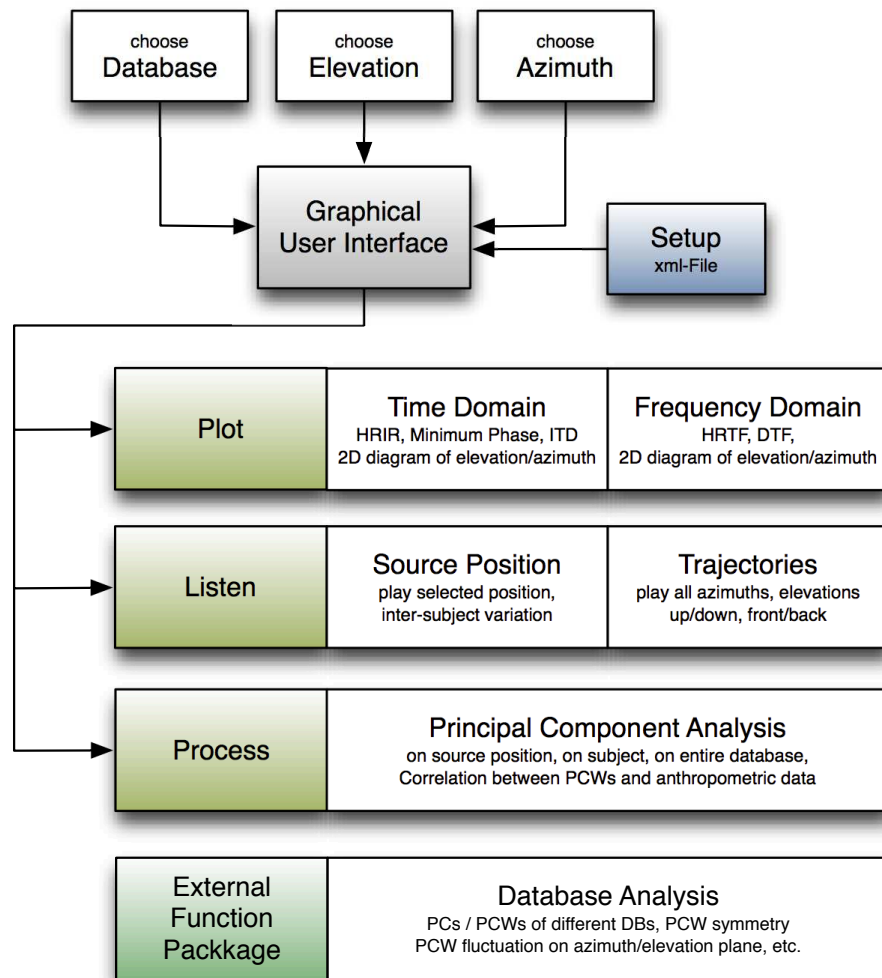 choose
Database
choose
Elevation
choose
Azimuth
Graphical
User Interface
Setup
xml-File
Plot
Time Domain
HRIR, Minimum Phase, ITD
2D diagram of elevation/azimuth
Frequency Domain
HRTF, DTF,
2D diagram of elevation/azimuth
Listen
Source Position
play selected position,
inter-subject variation
Trajectories
play all azimuths, elevations
up/down, front/back
Process
Principal Component Analysis
on source position, on subject, on entire database,
Correlation between PCWs and anthropometric data
External
Function
Packkage
Database Analysis
PCs / PCWs of different DBs, PCW symmetry
PCW fluctuation on azimuth/elevation plane, etc.